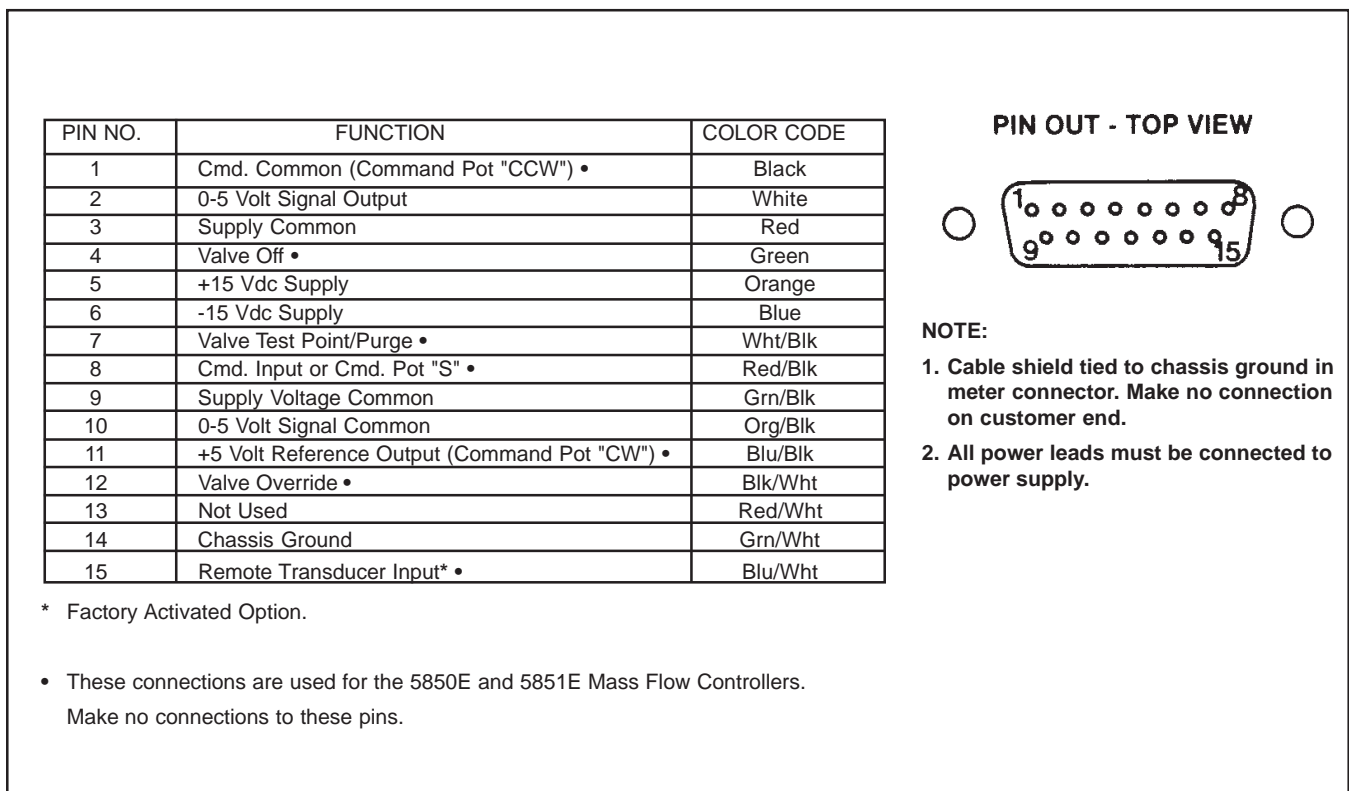 PIN NO. FUNCTION COLOR CODE
1 Cmd. Common (Command Pot "CCW") • Black
2 0-5 Volt Signal Output White
3 Supply Common Red
4 Valve Off • Green
5 +15 Vdc Supply Orange
6 -15 Vdc Supply Blue
7 Valve Test Point/Purge • Wht/Blk
8 Cmd. Input or Cmd. Pot "S" • Red/Blk
9 Supply Voltage Common Grn/Blk
10 0-5 Volt Signal Common Org/Blk
11 +5 Volt Reference Output (Command Pot "CW") • Blu/Blk
12 Valve Override • Blk/Wht
13 Not Used Red/Wht
14 Chassis Ground Grn/Wht
15 Remote Transducer Input* • Blu/Wht
* Factory Activated Option.
• These connections are used for the 5850E and 5851E Mass Flow Controllers.
Make no connections to these pins.
PIN OUT - TOP VIEW
1 8
9 15
NOTE:
1. Cable shield tied to chassis ground in
meter connector. Make no connection
on customer end.
2. All power leads must be connected to
power supply.